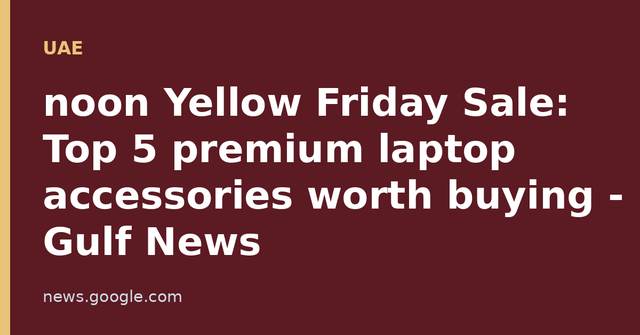 UAE
noon Yellow Friday Sale:
Top 5 premium laptop
accessories worth buying -
Gulf News
news.google.com